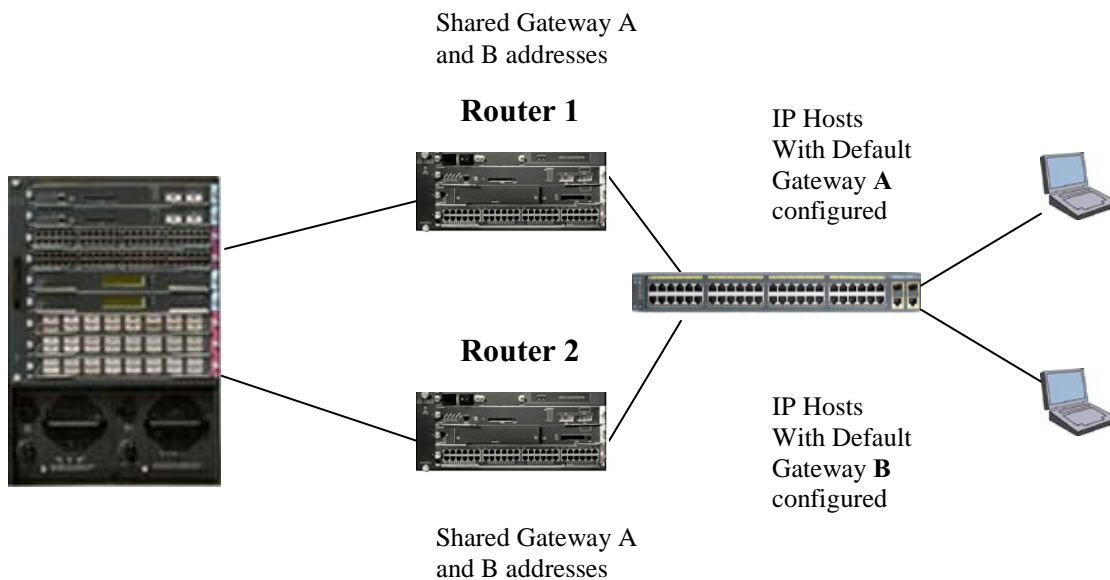 Shared Gateway A
and B addresses
Router 1
IP Hosts
With Default
Gateway A
configured
Router 2
IP Hosts
With Default
Gateway B
configured
Shared Gateway A
and B addresses